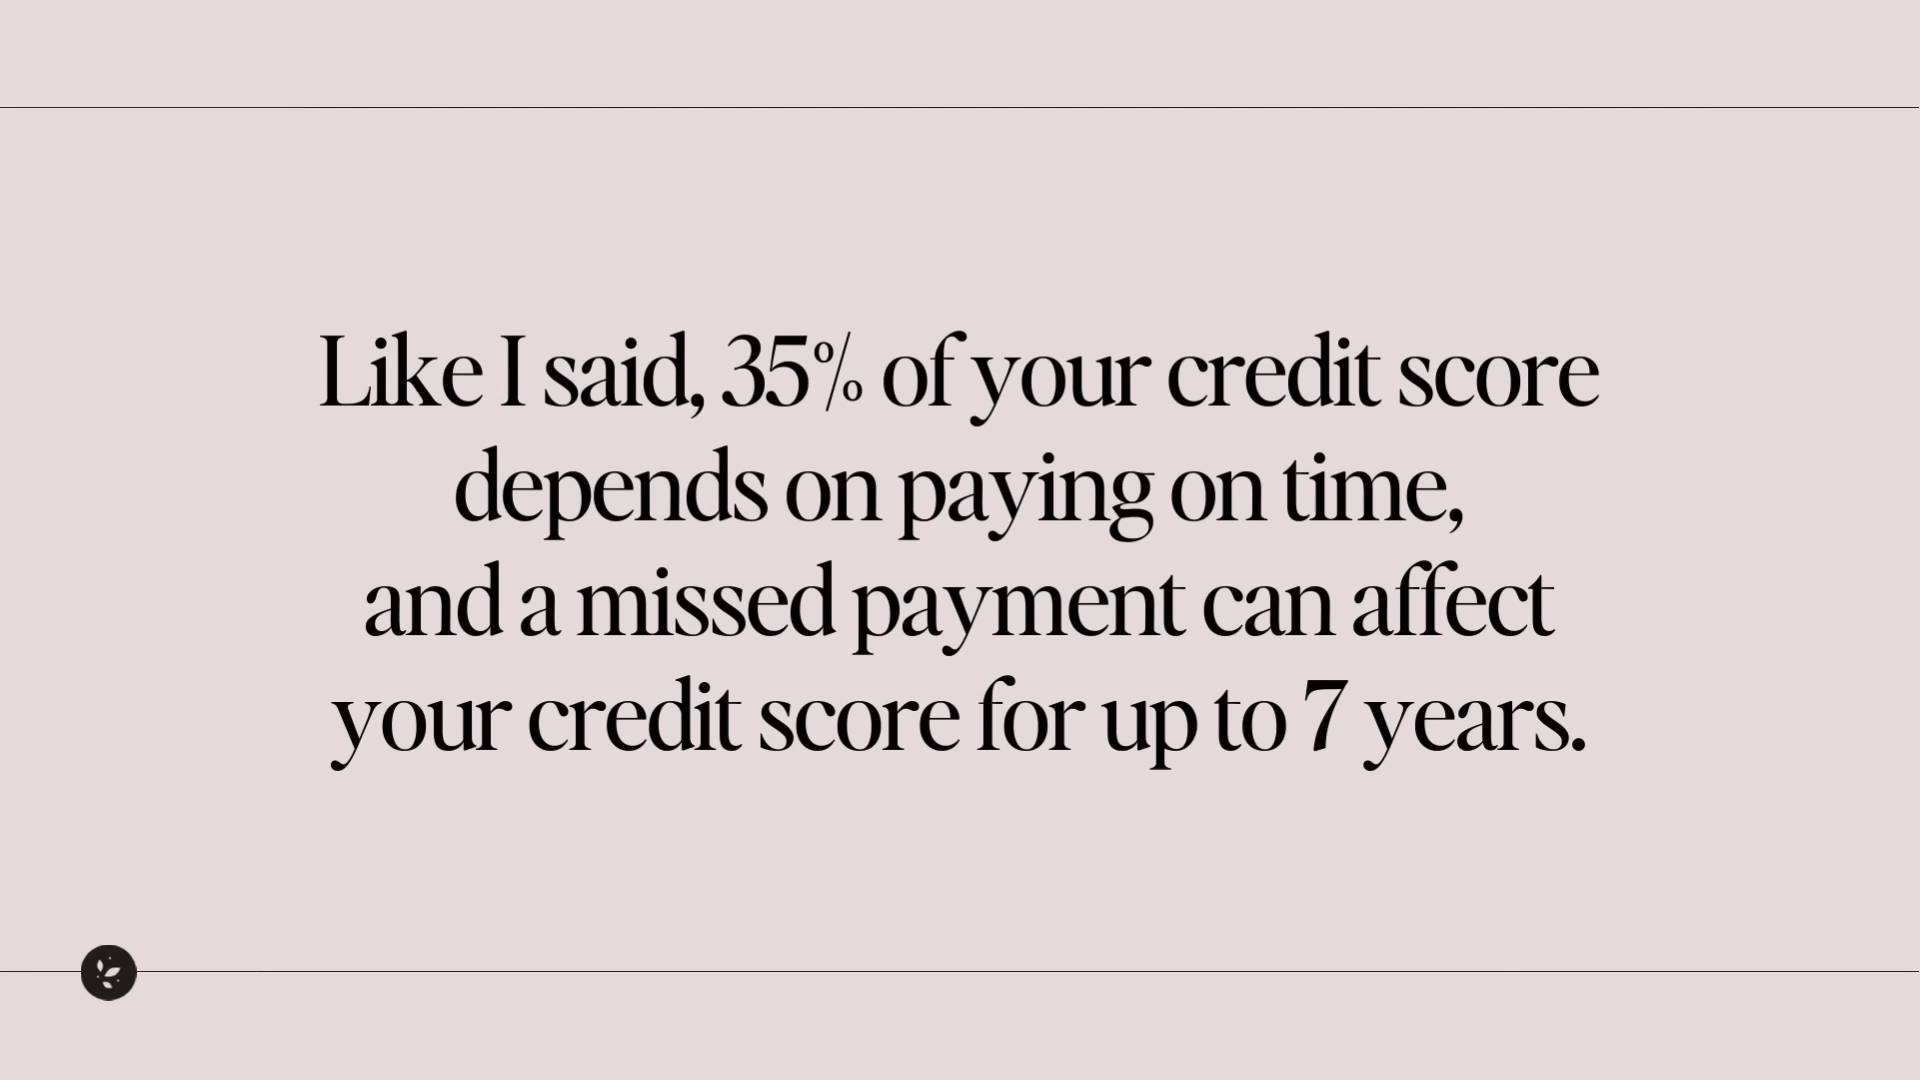 Like I said, 35% of your credit score
depends on paying on time,
and a missed payment can affect
your credit score for up to 7 years.